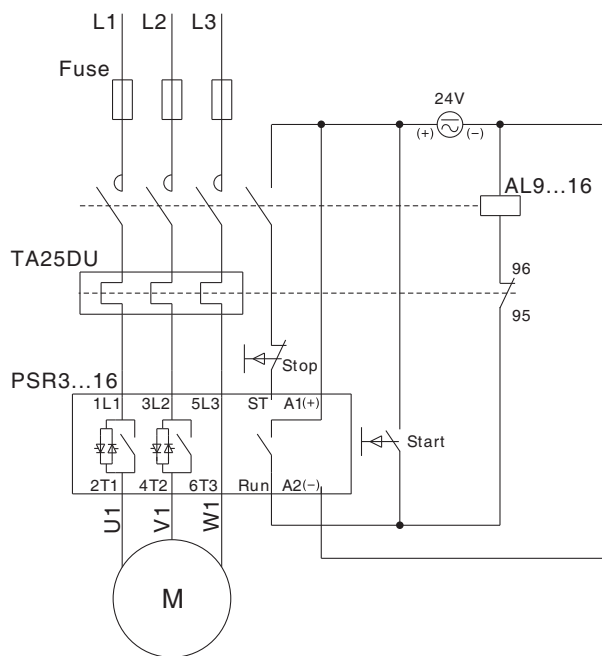 L1 L2 L3
Fuse
24V
(+) (−)
AL9...16
TA25DU
96
95
Stop
PSR3...16
1L1 3L2 5L3 ST A1(+)
Start
2T1 4T2 6T3 Run A2(−)
U1
V1
W1
M